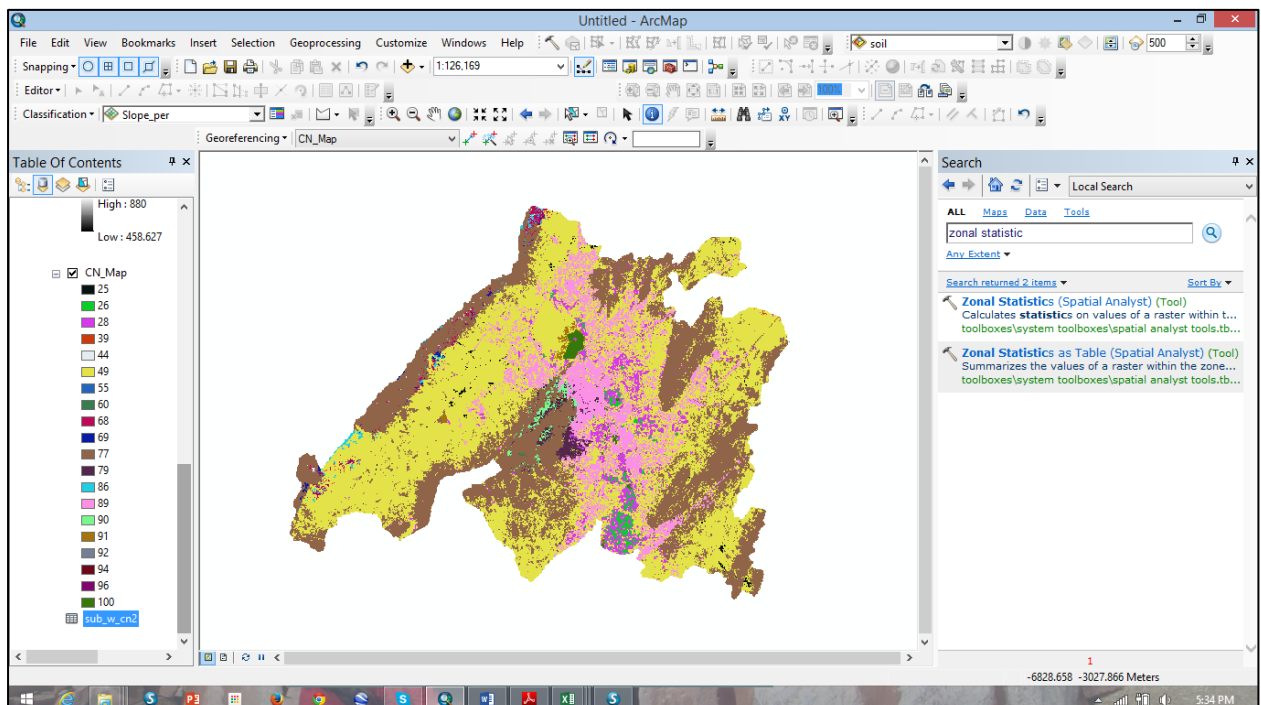 Untitled - ArcMap
File Edit View Bookmarks Insert Selection Geoprocessing Customize Windows Help soil 500
Snapping 1:126,169
Editor 100%
Classification Slope_per
Georeferencing CN_Map
Table Of Contents
High : 880
Low : 458.627
CN_Map
25
26
28
39
44
49
55
60
68
69
77
79
86
89
90
91
92
94
96
100
sub_w_cn2
Search
Local Search
ALL Maps Data Tools
zonal statistic
Any Extent
Search returned 2 items Sort By
Zonal Statistics (Spatial Analyst) (Tool)
Calculates statistics on values of a raster within t...
toolboxes\system toolboxes\spatial analyst tools.tb...
Zonal Statistics as Table (Spatial Analyst) (Tool)
Summarizes the values of a raster within the zone...
toolboxes\system toolboxes\spatial analyst tools.tb...
1
-6828.658 -3027.866 Meters
5:34 PM